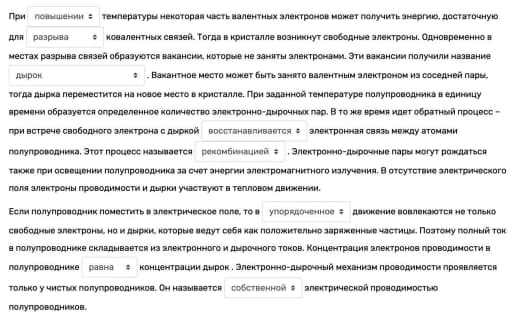 При повышении температуры некоторая часть валентных электронов может получить энергию, достаточную
для разрыва ковалентных связей. Тогда в кристалле возникнут свободные электроны. Одновременно в
местах разрыва связей образуются вакансии, которые не заняты электронами. Эти вакансии получили название
дырок . Вакантное место может быть занято валентным электроном из соседней пары,
тогда дырка переместится на новое место в кристалле. При заданной температуре полупроводника в единицу
времени образуется определенное количество электронно-дырочных пар. В то же время идет обратный процесс –
при встрече свободного электрона с дыркой восстанавливается электронная связь между атомами
полупроводника. Этот процесс называется рекомбинацией . Электронно-дырочные пары могут рождаться
также при освещении полупроводника за счет энергии электромагнитного излучения. В отсутствие электрического
поля электроны проводимости и дырки участвуют в тепловом движении.
Если полупроводник поместить в электрическое поле, то в упорядоченное движение вовлекаются не только
свободные электроны, но и дырки, которые ведут себя как положительно заряженные частицы. Поэтому полный ток
в полупроводнике складывается из электронного и дырочного токов. Концентрация электронов проводимости в
полупроводнике равна концентрации дырок . Электронно-дырочный механизм проводимости проявляется
только у чистых полупроводников. Он называется собственной электрической проводимостью
полупроводников.